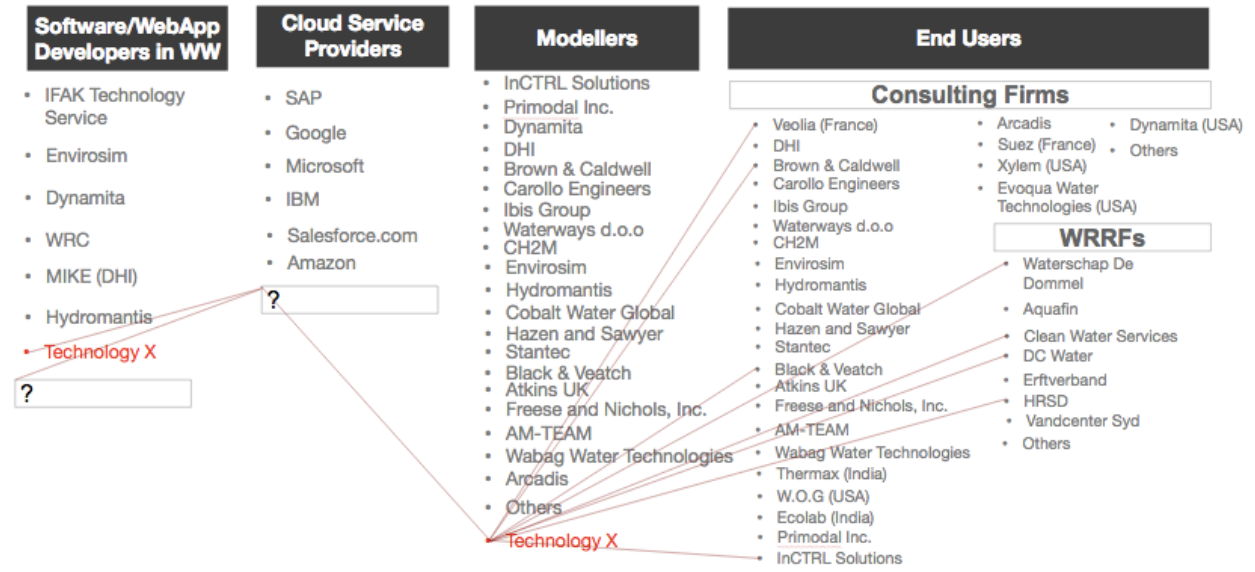 Software/WebApp
Developers in WW
IFAK Technology
Service
Envirosim
Dynamita
WRC
MIKE (DHI)
Hydromantis
Technology X
?
Cloud Service
Providers
SAP
Google
Microsoft
IBM
Salesforce.com
Amazon
?
Modellers
InCTRL Solutions
Primodal Inc.
Dynamita
DHI
Brown & Caldwell
Carollo Engineers
Ibis Group
Waterways d.o.o
CH2M
Envirosim
Hydromantis
Cobalt Water Global
Hazen and Sawyer
Stantec
Black & Veatch
Atkins UK
Freese and Nichols, Inc.
AM-TEAM
Wabag Water Technologies
Arcadis
Others
Technology X
End Users
Consulting Firms
Veolia (France)
DHI
Brown & Caldwell
Carollo Engineers
Ibis Group
Waterways d.o.o
CH2M
Envirosim
Hydromantis
Cobalt Water Global
Hazen and Sawyer
Stantec
Black & Veatch
Atkins UK
Freese and Nichols, Inc.
AM-TEAM
Wabag Water Technologies
Thermax (India)
W.O.G (USA)
Ecolab (India)
Primodal Inc.
InCTRL Solutions
Arcadis
Suez (France)
Xylem (USA)
Evoqua Water
Technologies (USA)
Dynamita (USA)
Others
WRRFs
Waterschap De
Dommel
Aquafin
Clean Water Services
DC Water
Erftverband
HRSD
Vandcenter Syd
Others